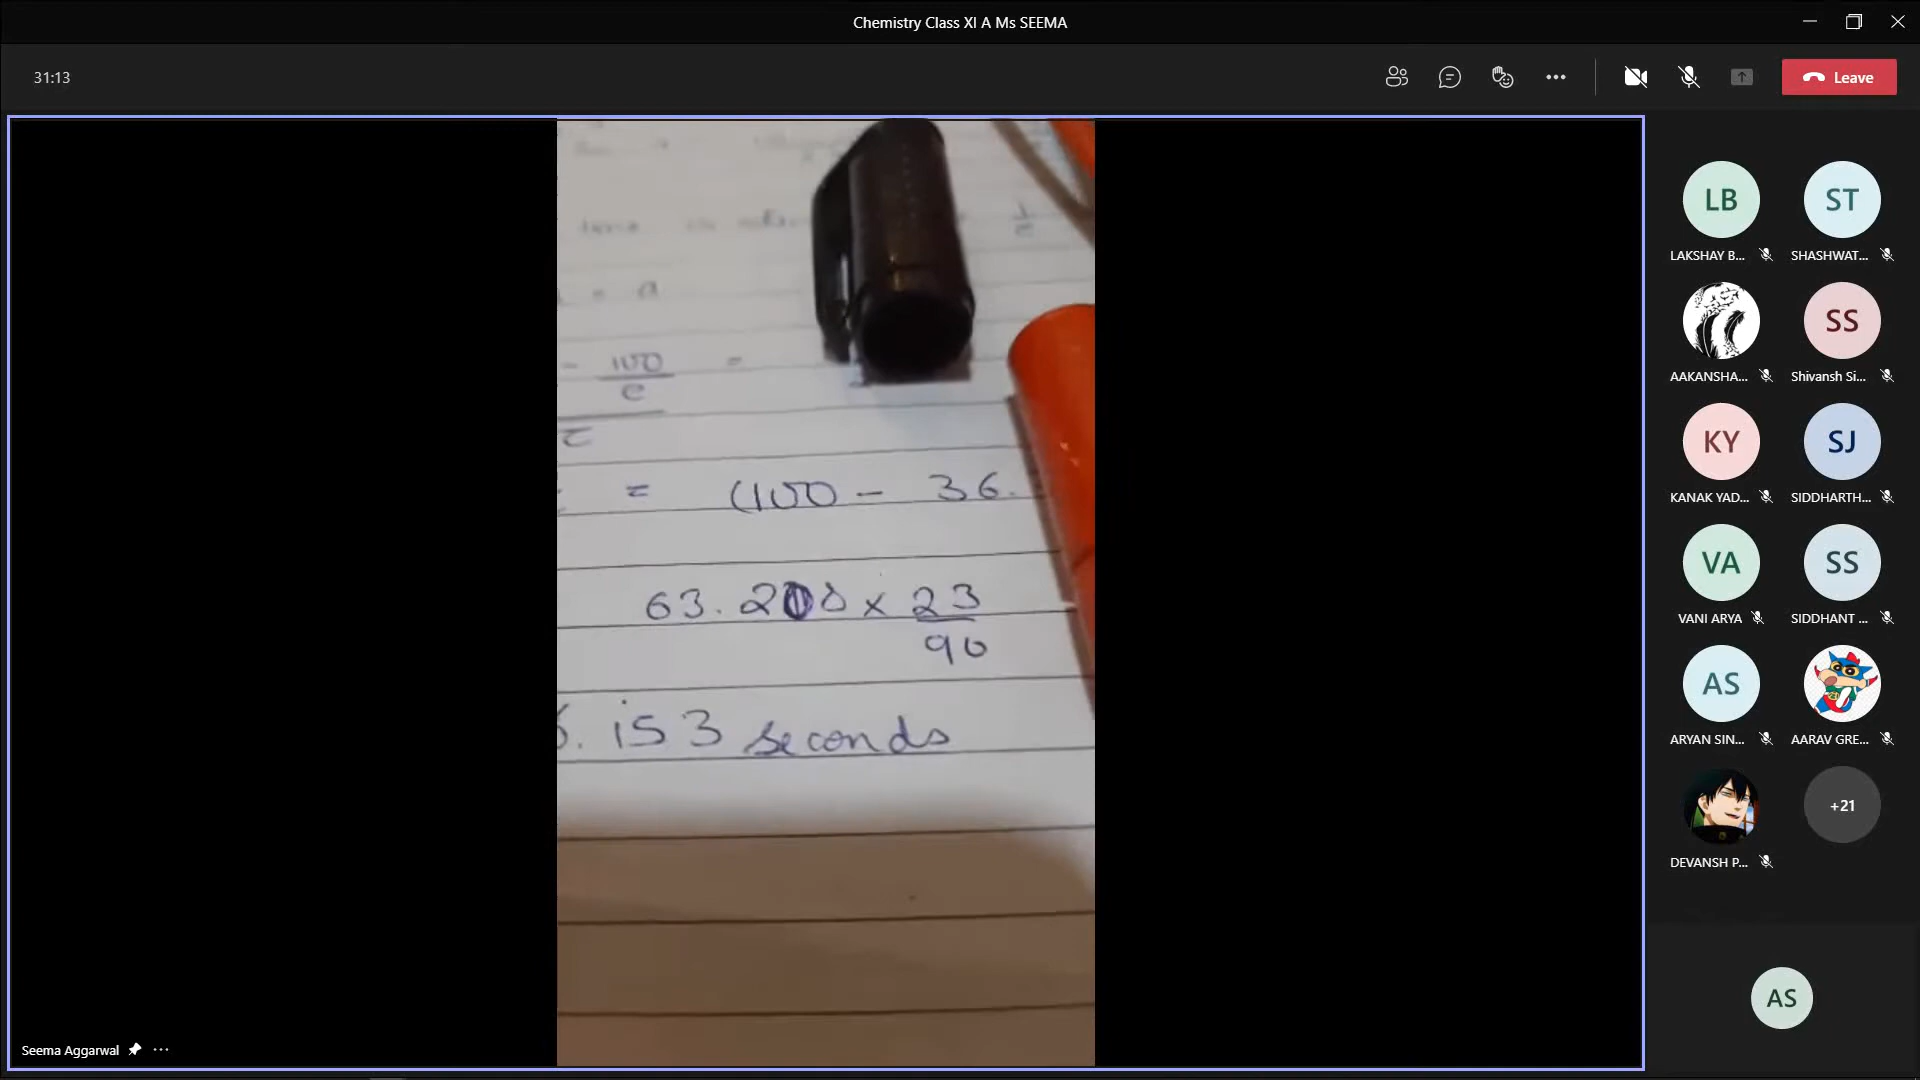 Chemistry Class XI A Ms SEEMA
31:13
Leave
= a
- 100/e =
= (100 - 36.
63.208 x 23/90
is 3 seconds
LB
LAKSHAY B...
ST
SHASHWAT...
AAKANSHA...
SS
Shivansh Si...
KY
KANAK YAD...
SJ
SIDDHARTH...
VA
VANI ARYA
SS
SIDDHANT ...
AS
ARYAN SIN...
AARAV GRE...
DEVANSH P...
+21
AS
Seema Aggarwal